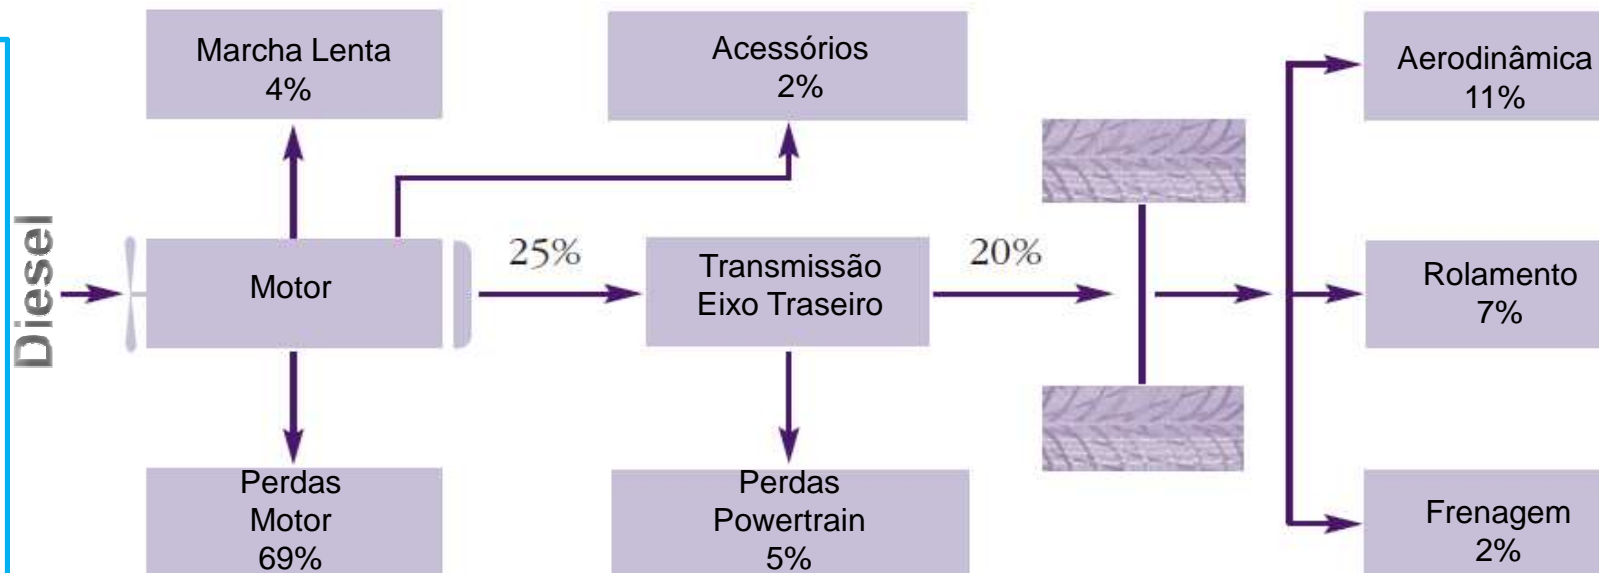 Marcha Lenta
4%
Acessórios
2%
Aerodinâmica
11%
Diesel
Motor
25%
Transmissão
Eixo Traseiro
20%
Rolamento
7%
Perdas
Motor
69%
Perdas
Powertrain
5%
Frenagem
2%